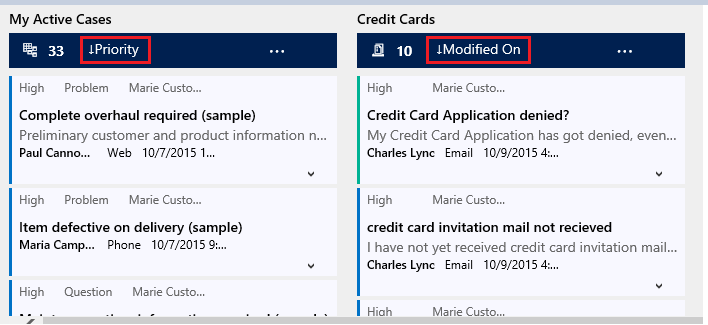 My Active Cases
33 ↓Priority ...
High Problem Marie Custo...
Complete overhaul required (sample)
Preliminary customer and product information n...
Paul Canno... Web 10/7/2015 1...
High Problem Marie Custo...
Item defective on delivery (sample)
Maria Camp... Phone 10/7/2015 9:...
High Question Marie Custo...
Credit Cards
10 ↓Modified On ...
High Marie Custo...
Credit Card Application denied?
My Credit Card Application has got denied, even...
Charles Lync Email 10/9/2015 4:...
High Marie Custo...
credit card invitation mail not recieved
I have not yet received credit card invitation mail...
Charles Lync Email 10/9/2015 4:...
High Marie Custo...